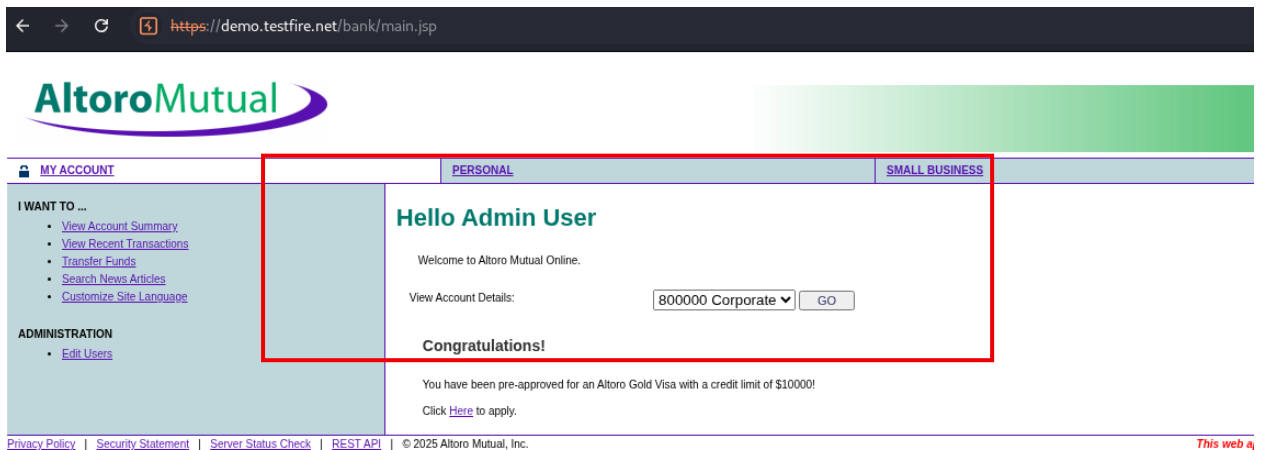 https://demo.testfire.net/bank/main.jsp
AltoroMutual
MY ACCOUNT PERSONAL SMALL BUSINESS
I WANT TO ...
• View Account Summary
• View Recent Transactions
• Transfer Funds
• Search News Articles
• Customize Site Language
ADMINISTRATION
• Edit Users
Hello Admin User
Welcome to Altoro Mutual Online.
View Account Details: 800000 Corporate GO
Congratulations!
You have been pre-approved for an Altoro Gold Visa with a credit limit of $10000!
Click Here to apply.
Privacy Policy | Security Statement | Server Status Check | REST API | © 2025 Altoro Mutual, Inc. This web